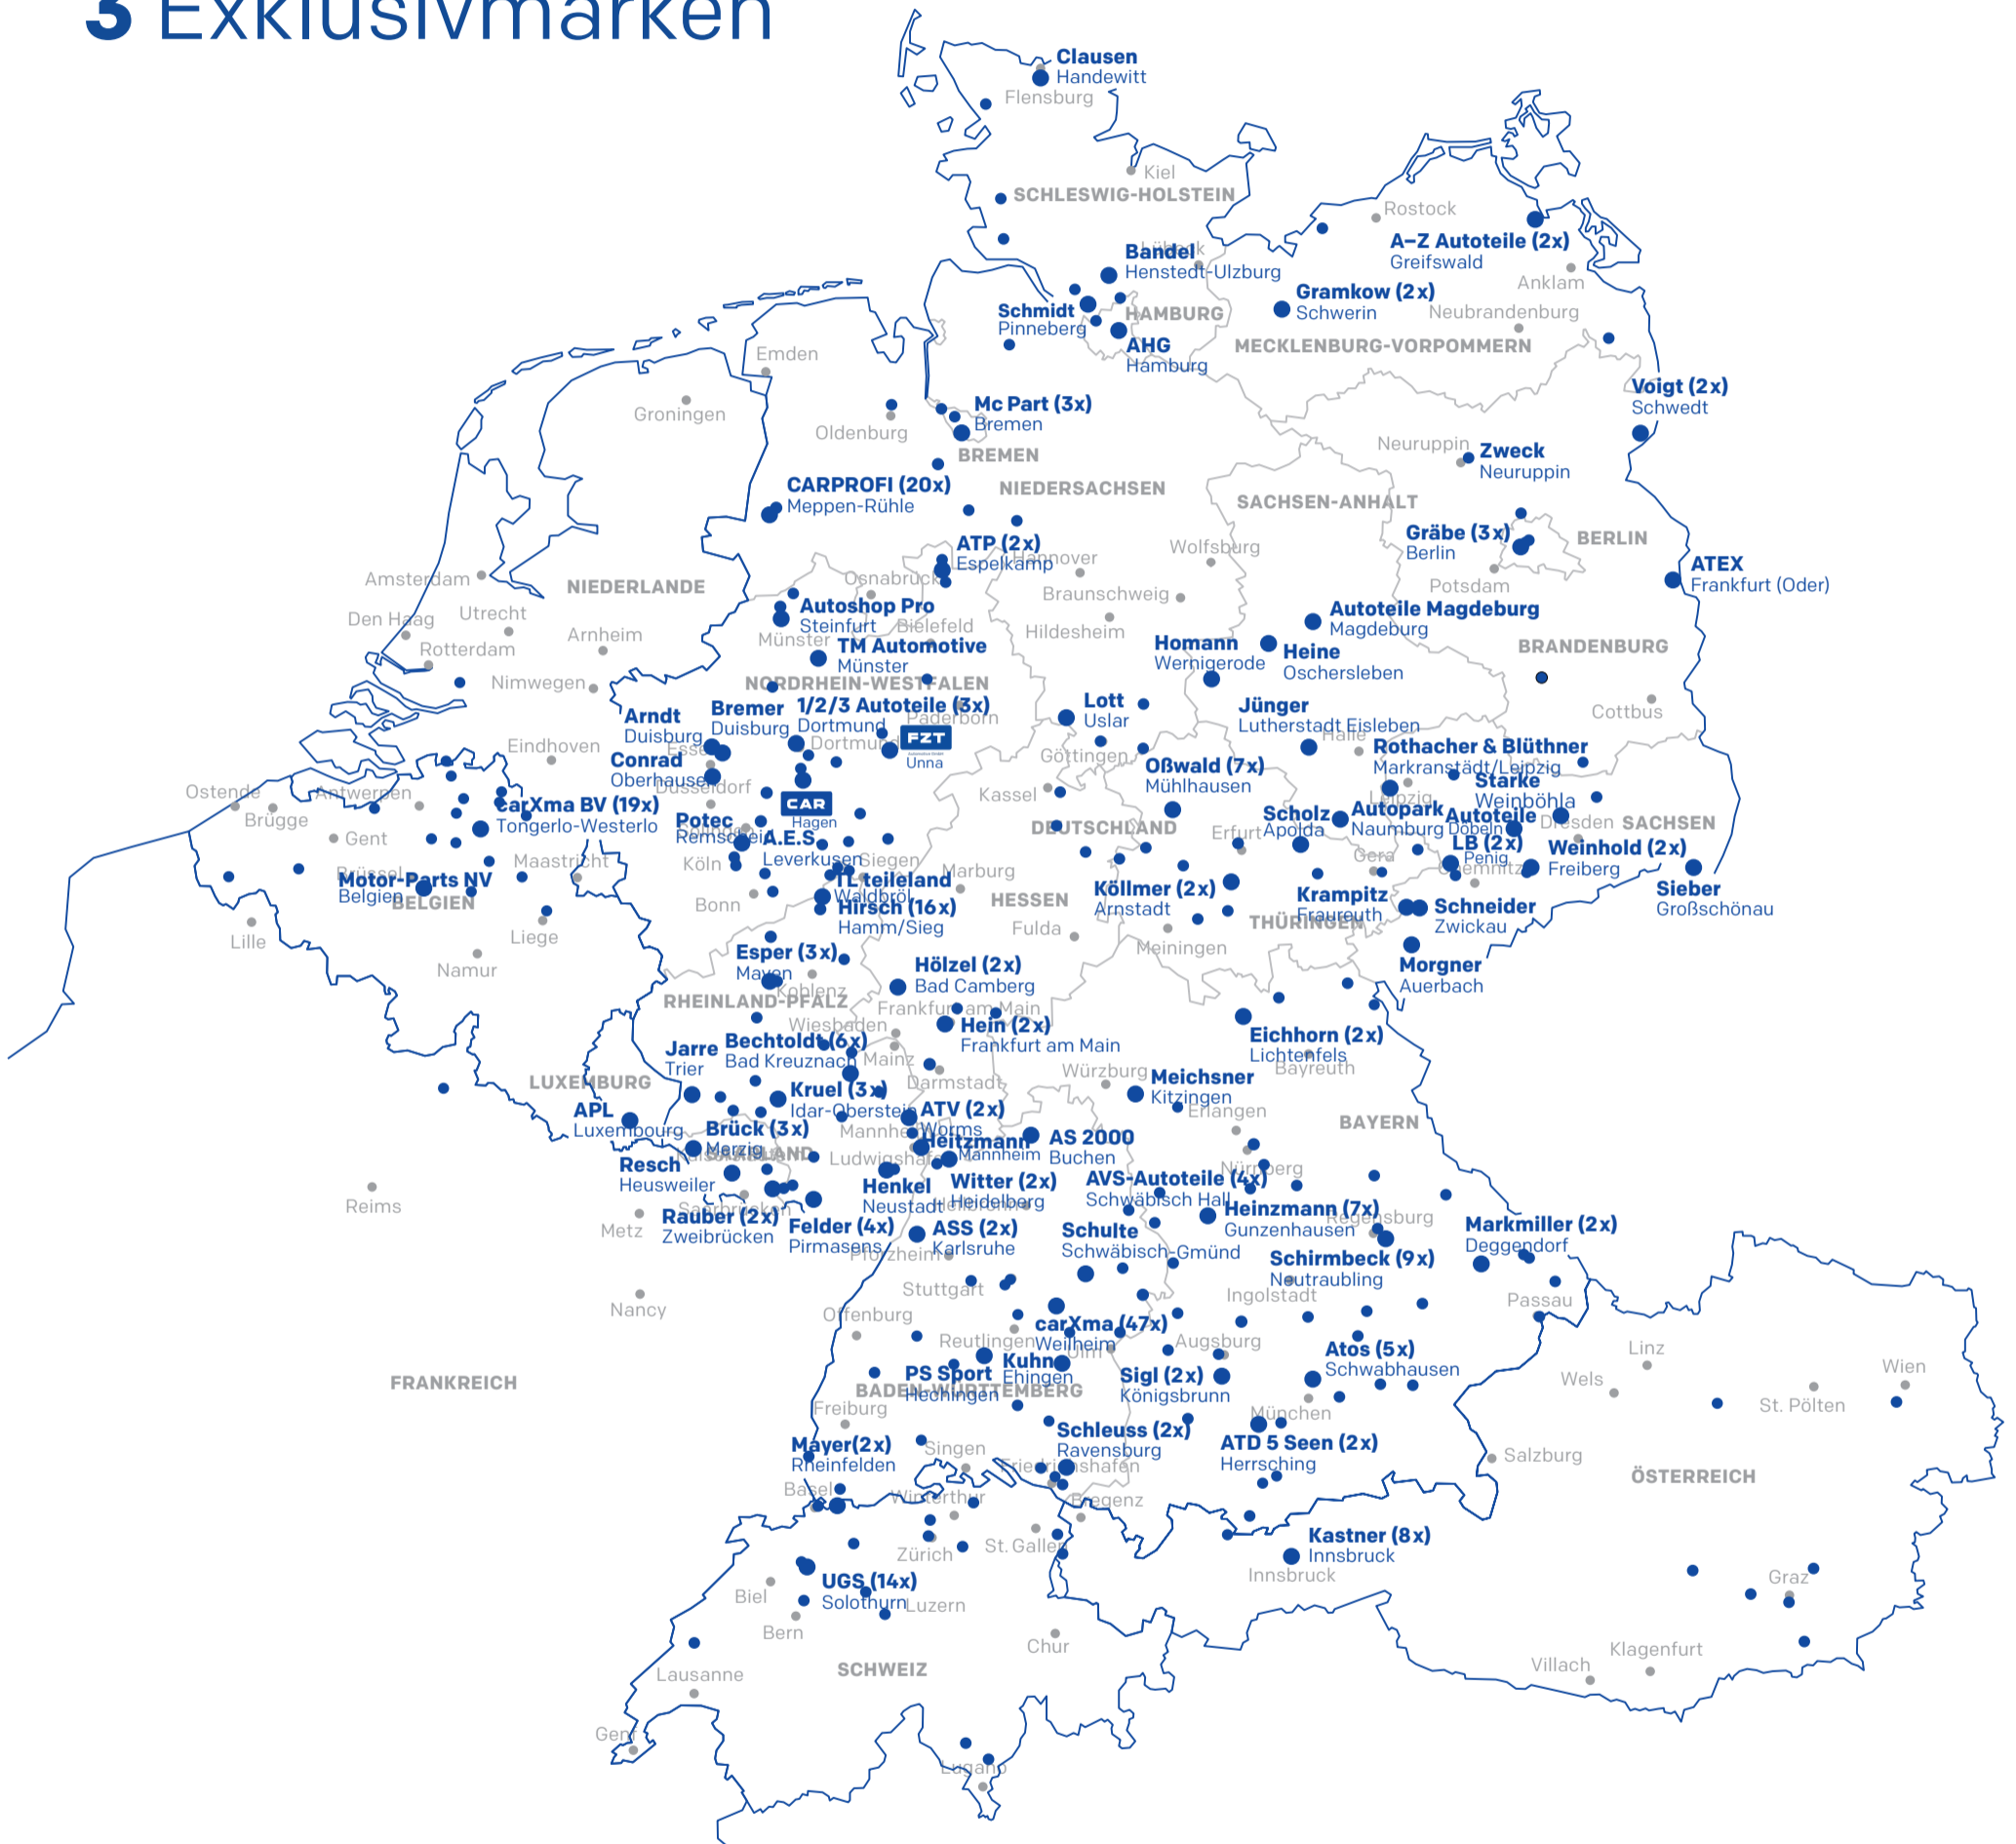 3 Exklusivmarken
Clausen
Handewitt
Flensburg
Kiel
SCHLESWIG-HOLSTEIN
Rostock
A–Z Autoteile (2x)
Greifswald
Anklam
Lübeck
Bandel
Henstedt-Ulzburg
Gramkow (2x)
Schwerin
Neubrandenburg
Schmidt
Pinneberg
HAMBURG
AHG
Hamburg
MECKLENBURG-VORPOMMERN
Emden
Groningen
Voigt (2x)
Schwedt
Mc Part (3x)
Bremen
Oldenburg
BREMEN
Neuruppin
Zweck
Neuruppin
CARPROFI (20x)
Meppen-Rühle
NIEDERSACHSEN
SACHSEN-ANHALT
Gräbe (3x)
Berlin
BERLIN
ATP (2x)
Espelkamp
Hannover
Wolfsburg
ATEX
Frankfurt (Oder)
Potsdam
Amsterdam
NIEDERLANDE
Osnabrück
Braunschweig
Den Haag
Utrecht
Autoshop Pro
Steinfurt
Autoteile Magdeburg
Magdeburg
Arnheim
Münster
Bielefeld
Hildesheim
Rotterdam
TM Automotive
Münster
Homann
Wernigerode
Heine
Oschersleben
BRANDENBURG
Nimwegen
NORDRHEIN-WESTFALEN
Lott
Uslar
Jünger
Lutherstadt Eisleben
Cottbus
Arndt
Duisburg
Bremer
Duisburg
1/2/3 Autoteile (3x)
Dortmund
Paderborn
Dortmund
FZT
Unna
Halle
Eindhoven
Essen
Göttingen
Rothacher & Blüthner
Markranstädt/Leipzig
Conrad
Oberhausen
Düsseldorf
Oßwald (7x)
Mühlhausen
Starke
Weinböhla
Ostende
Antwerpen
Kassel
Leipzig
Brügge
carXma BV (19x)
Tongerlo-Westerlo
CAR
Hagen
Scholz
Apolda
Autopark
Naumburg
Autoteile
Döbeln
Dresden
SACHSEN
Potec
Remscheid
Solingen
DEUTSCHLAND
Erfurt
Gent
A.E.S.
Leverkusen
LB (2x)
Penig
Weinhold (2x)
Freiberg
Maastricht
Köln
Siegen
Gera
Chemnitz
Brüssel
Motor-Parts NV
Belgien
BELGIEN
Marburg
TL teileland
Waldbröl
Köllmer (2x)
Arnstadt
Krampitz
Fraureuth
Sieber
Großschönau
Bonn
HESSEN
Hirsch (16x)
Hamm/Sieg
THÜRINGEN
Schneider
Zwickau
Lille
Liege
Fulda
Meiningen
Namur
Esper (3x)
Mayen
Koblenz
Hölzel (2x)
Bad Camberg
Morgner
Auerbach
RHEINLAND-PFALZ
Frankfurt am Main
Wiesbaden
Hein (2x)
Frankfurt am Main
Eichhorn (2x)
Lichtenfels
Bayreuth
Jarre
Trier
Bechtoldt (6x)
Bad Kreuznach
Mainz
LUXEMBURG
Darmstadt
Würzburg
Meichsner
Kitzingen
Kruel (3x)
Idar-Oberstein
APL
Luxembourg
ATV (2x)
Worms
Erlangen
BAYERN
Brück (3x)
Merzig
Kaiserslautern
SAARLAND
Mannheim
Heitzmann
Mannheim
AS 2000
Buchen
Ludwigshafen
Resch
Heusweiler
Nürnberg
Henkel
Neustadt
Witter (2x)
Heidelberg
Heilbronn
AVS-Autoteile (4x)
Schwäbisch Hall
Reims
Saarbrücken
Rauber (2x)
Zweibrücken
Metz
Felder (4x)
Pirmasens
ASS (2x)
Karlsruhe
Pforzheim
Heinzmann (7x)
Gunzenhausen
Regensburg
Markmiller (2x)
Deggendorf
Schulte
Schwäbisch-Gmünd
Schirmbeck (9x)
Neutraubling
Stuttgart
Ingolstadt
Passau
Nancy
Offenburg
carXma (47x)
Weilheim
Reutlingen
Ulm
Augsburg
Atos (5x)
Schwabhausen
Linz
Wien
Kuhn
Ehingen
PS Sport
Hechingen
Sigl (2x)
Königsbrunn
Wels
FRANKREICH
BADEN-WÜRTTEMBERG
St. Pölten
Freiburg
München
Schleuss (2x)
Ravensburg
ATD 5 Seen (2x)
Herrsching
Mayer(2x)
Rheinfelden
Singen
Friedrichshafen
Salzburg
ÖSTERREICH
Basel
Winterthur
Bregenz
Kastner (8x)
Innsbruck
Zürich
St. Gallen
Innsbruck
Graz
UGS (14x)
Solothurn
Biel
Luzern
Bern
Chur
Klagenfurt
Villach
SCHWEIZ
Lausanne
Genf
Lugano